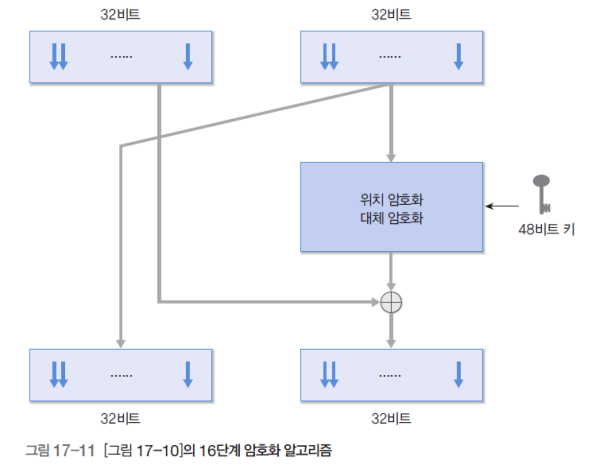 32비트
32비트
......
......
위치 암호화
대체 암호화
48비트 키
......
......
32비트
32비트
그림 17-11 [그림 17-10]의 16단계 암호화 알고리즘